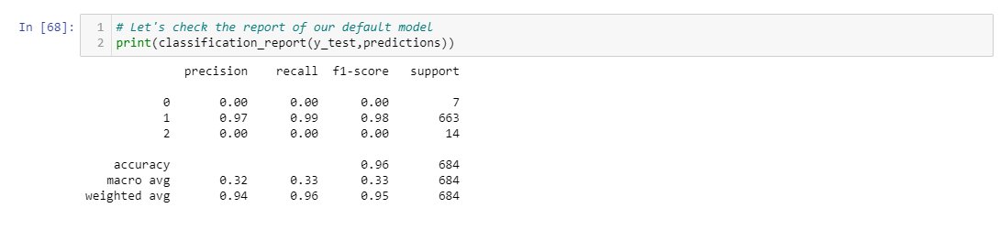 In [68]: 1 # Let's check the report of our default model
2 print(classification_report(y_test,predictions))
precision recall f1-score support
0 0.00 0.00 0.00 7
1 0.97 0.99 0.98 663
2 0.00 0.00 0.00 14
accuracy 0.96 684
macro avg 0.32 0.33 0.33 684
weighted avg 0.94 0.96 0.95 684